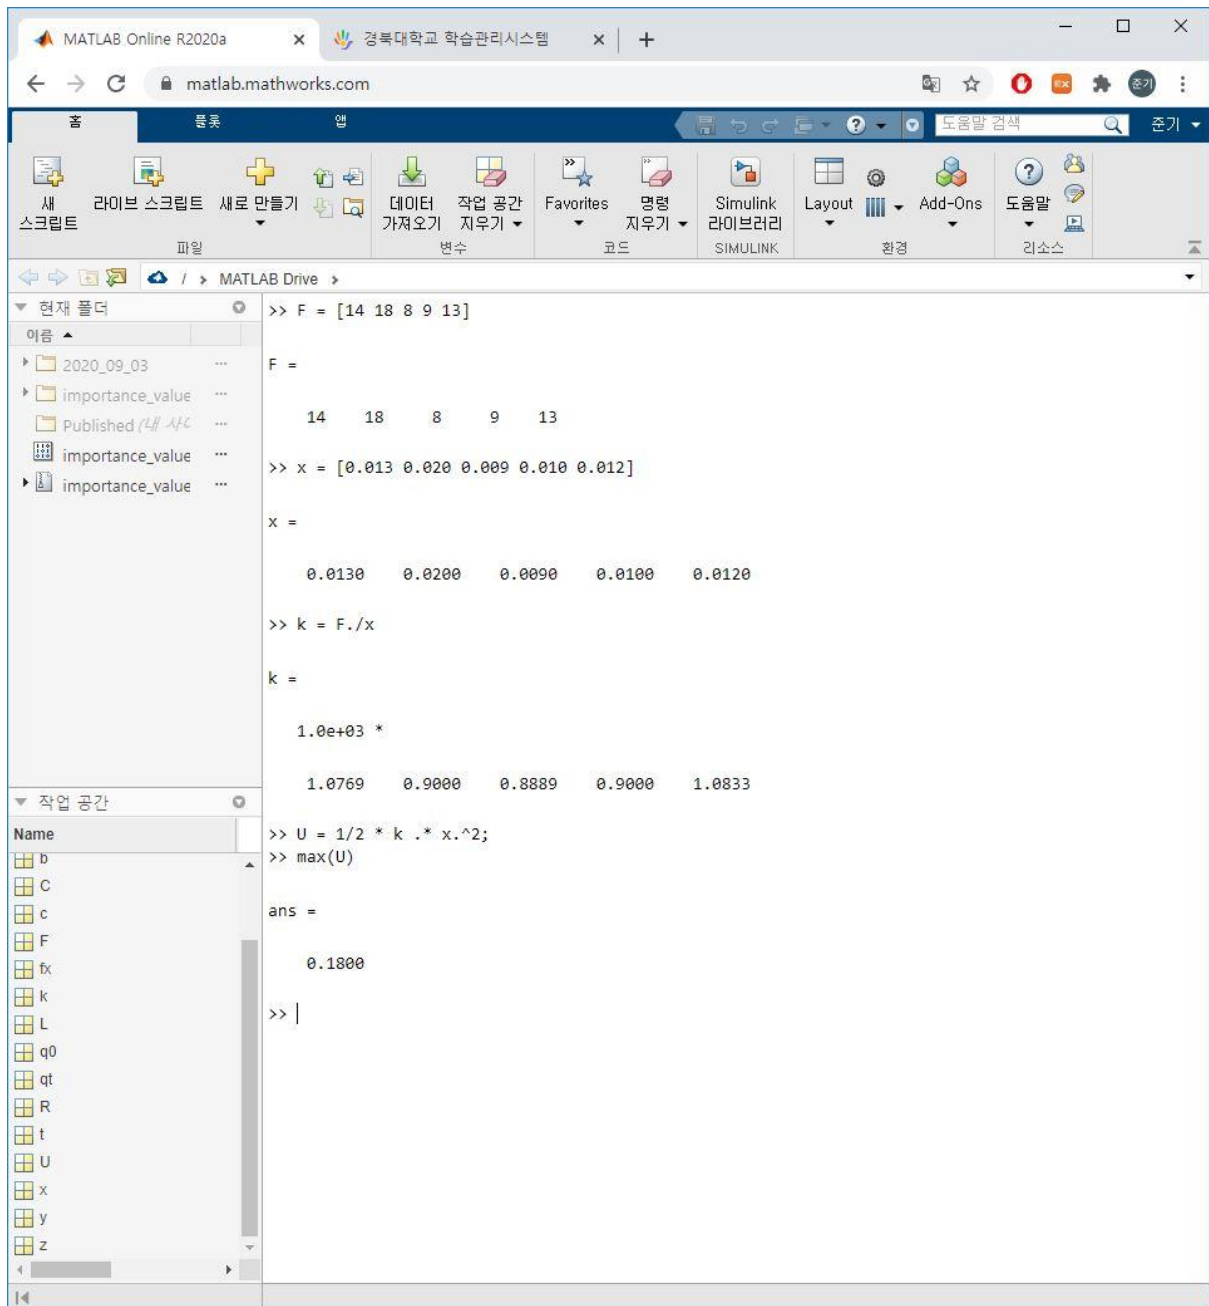 MATLAB Online R2020a
경북대학교 학습관리시스템
matlab.mathworks.com
준기
홈 플롯 앱
도움말 검색
준기
새 스크립트
라이브 스크립트
새로 만들기
파일
데이터 가져오기
작업 공간 지우기
변수
Favorites
명령 지우기
코드
Simulink 라이브러리
SIMULINK
Layout
Add-Ons
환경
도움말
리소스
/ > MATLAB Drive >
현재 폴더
이름
2020_09_03 ...
importance_value ...
Published (내 ...
importance_value ...
importance_value ...
작업 공간
Name
b
C
c
F
fx
k
L
q0
qt
R
t
U
x
y
z
>> F = [14 18 8 9 13]
F =
14 18 8 9 13
>> x = [0.013 0.020 0.009 0.010 0.012]
x =
0.0130 0.0200 0.0090 0.0100 0.0120
>> k = F./x
k =
1.0e+03 *
1.0769 0.9000 0.8889 0.9000 1.0833
>> U = 1/2 * k .* x.^2;
>> max(U)
ans =
0.1800
>>